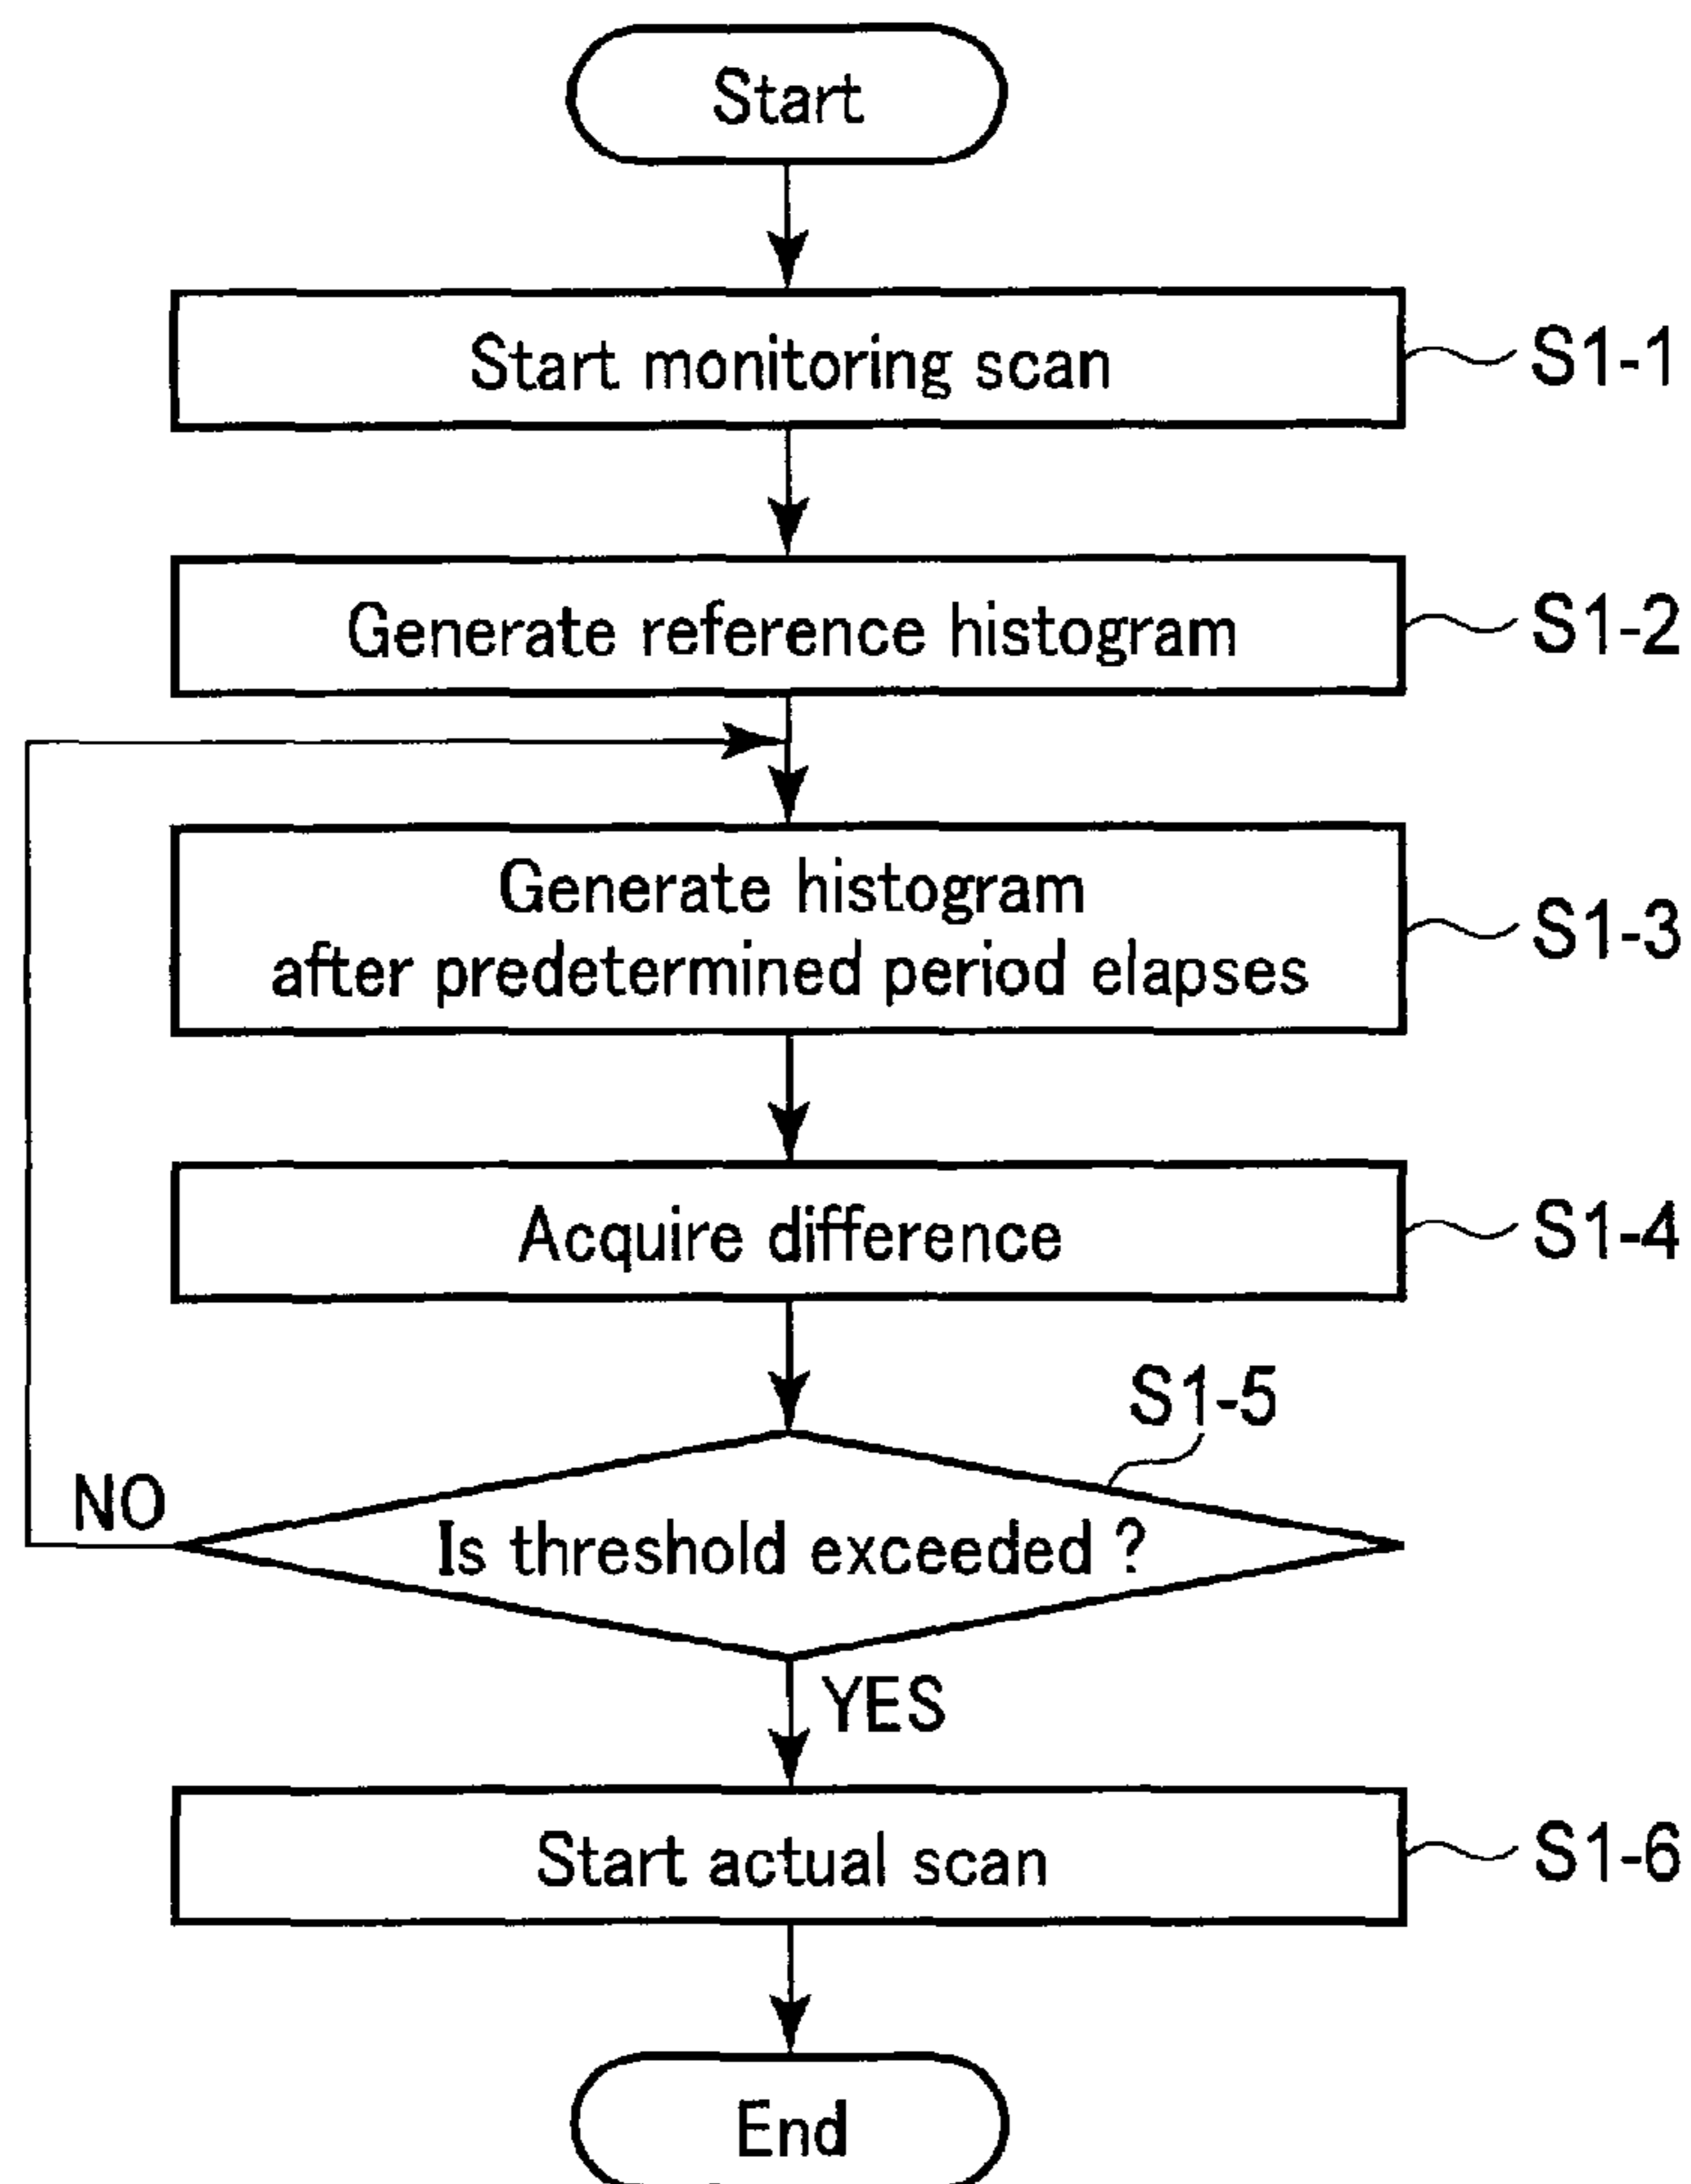 Start
Start monitoring scan
S1-1
Generate reference histogram
S1-2
Generate histogram
after predetermined period elapses
S1-3
Acquire difference
S1-4
S1-5
NO
Is threshold exceeded ?
YES
Start actual scan
S1-6
End